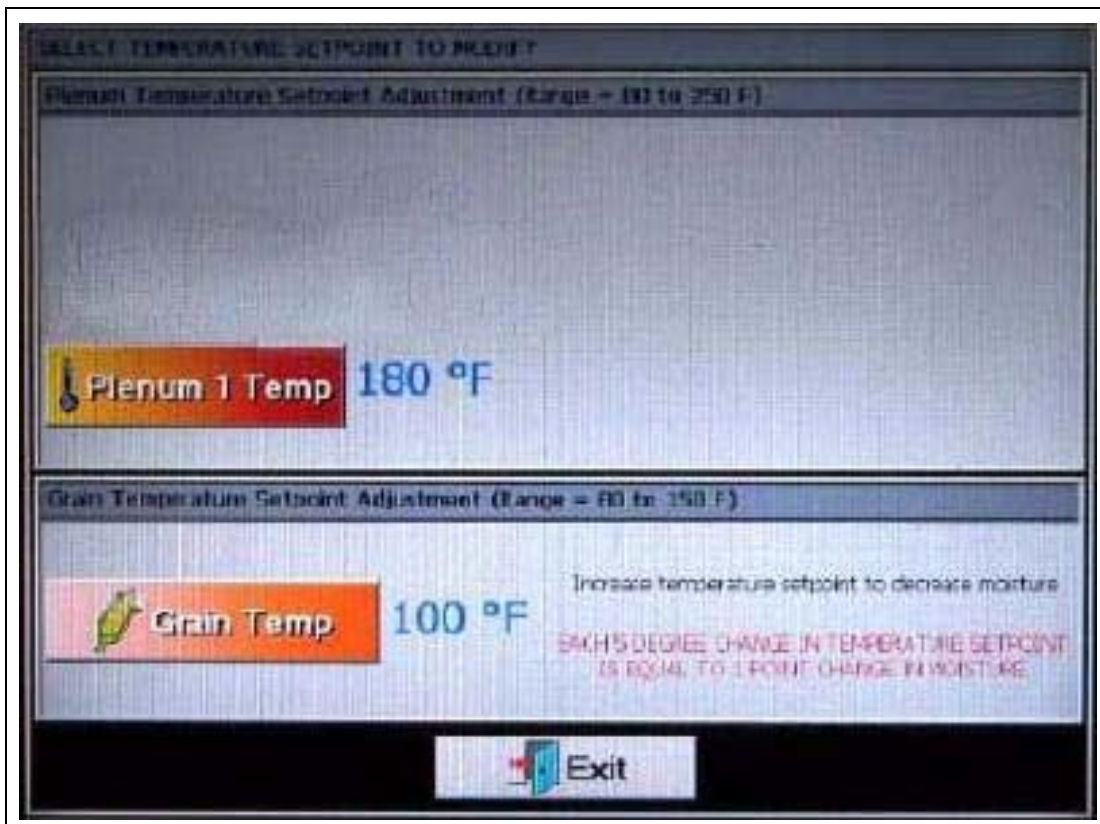 SELECT TEMPERATURE SETPOINT TO MODIFY
Plenum Temperature Setpoint Adjustment (Range = 80 to 250 F)
Plenum 1 Temp 180 °F
Grain Temperature Setpoint Adjustment (Range = 80 to 150 F)
Increase temperature setpoint to decrease moisture
Grain Temp 100 °F
EACH 5 DEGREE CHANGE IN TEMPERATURE SETPOINT
IS EQUAL TO 1 POINT CHANGE IN MOISTURE
Exit